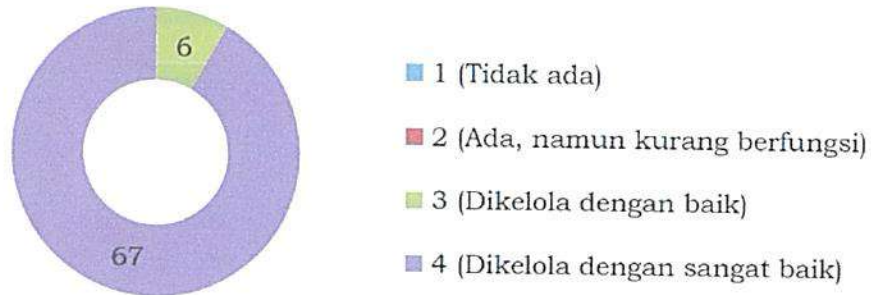 6
1 (Tidak ada)
2 (Ada, namun kurang berfungsi)
3 (Dikelola dengan baik)
67
4 (Dikelola dengan sangat baik)